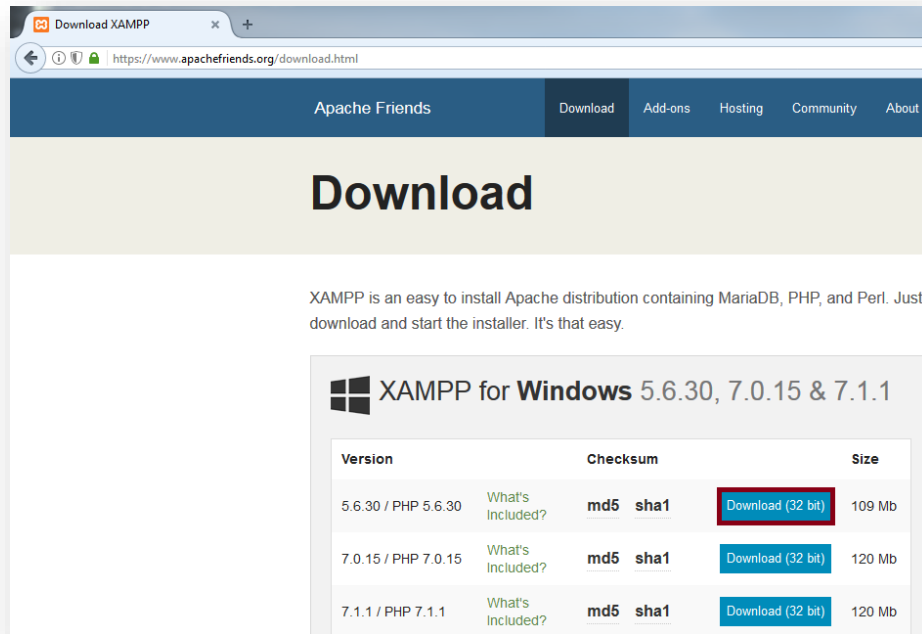 Download XAMPP
https://www.apachefriends.org/download.html
Apache Friends Download Add-ons Hosting Community About
Download
XAMPP is an easy to install Apache distribution containing MariaDB, PHP, and Perl. Just
download and start the installer. It's that easy.
XAMPP for Windows 5.6.30, 7.0.15 & 7.1.1
Version Checksum Size
5.6.30 / PHP 5.6.30 What's Included? md5 sha1 Download (32 bit) 109 Mb
7.0.15 / PHP 7.0.15 What's Included? md5 sha1 Download (32 bit) 120 Mb
7.1.1 / PHP 7.1.1 What's Included? md5 sha1 Download (32 bit) 120 Mb